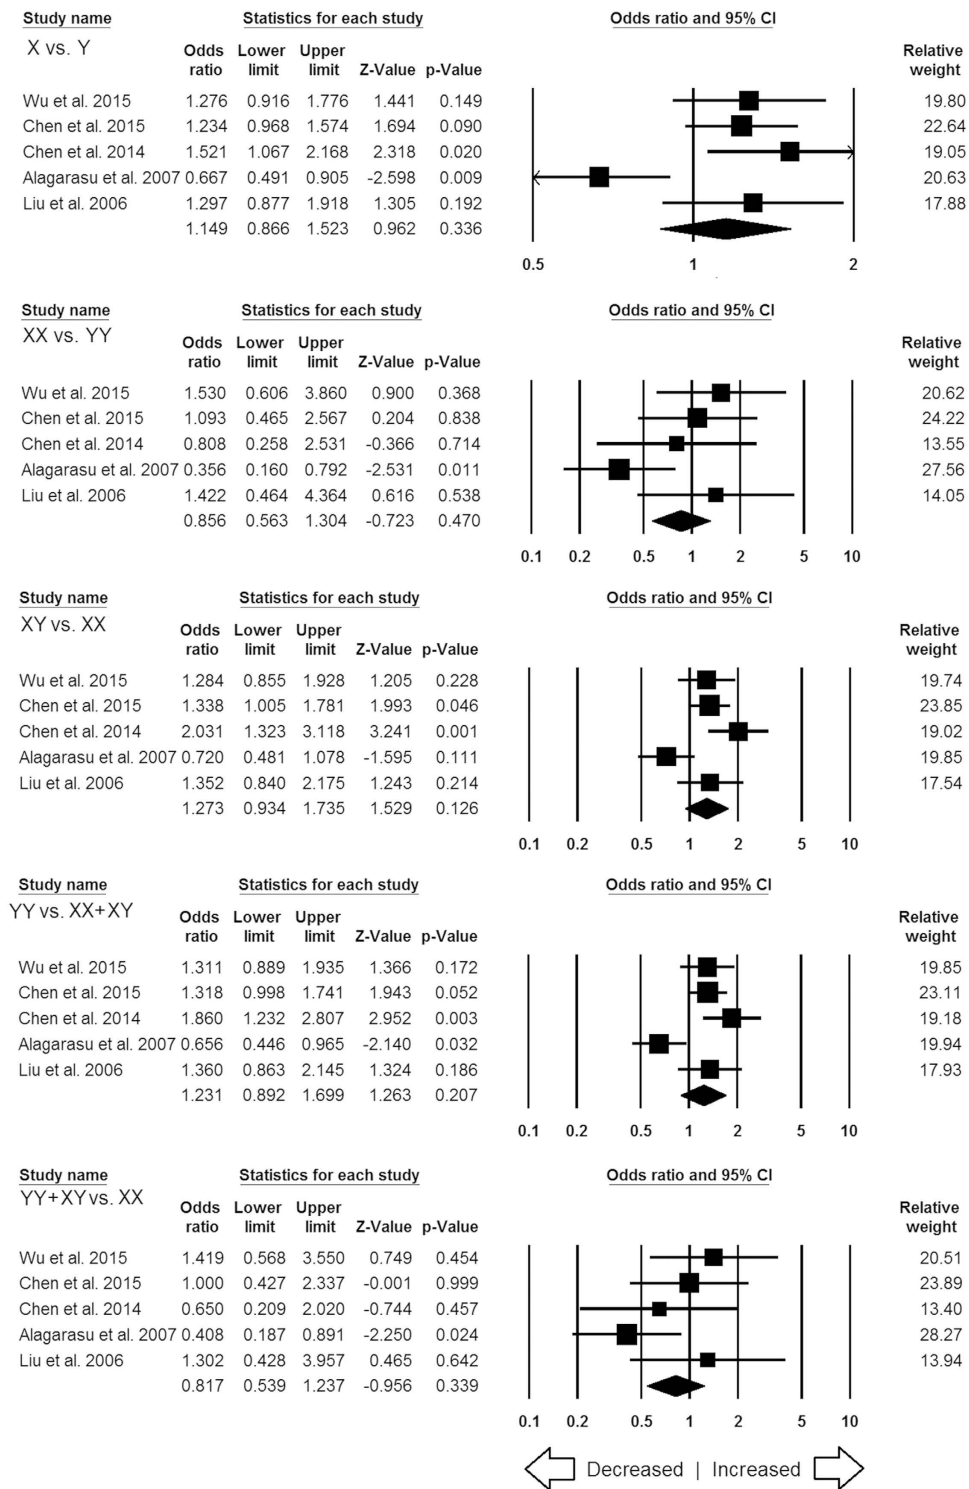 Study name Statistics for each study Odds ratio and 95% CI
X vs. Y
Odds Lower Upper Relative
ratio limit limit Z-Value p-Value weight
Wu et al. 2015 1.276 0.916 1.776 1.441 0.149 19.80
Chen et al. 2015 1.234 0.968 1.574 1.694 0.090 22.64
Chen et al. 2014 1.521 1.067 2.168 2.318 0.020 19.05
Alagarasu et al. 2007 0.667 0.491 0.905 -2.598 0.009 20.63
Liu et al. 2006 1.297 0.877 1.918 1.305 0.192 17.88
1.149 0.866 1.523 0.962 0.336
0.5 1 2
Study name Statistics for each study Odds ratio and 95% CI
XX vs. YY
Odds Lower Upper Relative
ratio limit limit Z-Value p-Value weight
Wu et al. 2015 1.530 0.606 3.860 0.900 0.368 20.62
Chen et al. 2015 1.093 0.465 2.567 0.204 0.838 24.22
Chen et al. 2014 0.808 0.258 2.531 -0.366 0.714 13.55
Alagarasu et al. 2007 0.356 0.160 0.792 -2.531 0.011 27.56
Liu et al. 2006 1.422 0.464 4.364 0.616 0.538 14.05
0.856 0.563 1.304 -0.723 0.470
0.1 0.2 0.5 1 2 5 10
Study name Statistics for each study Odds ratio and 95% CI
XY vs. XX
Odds Lower Upper Relative
ratio limit limit Z-Value p-Value weight
Wu et al. 2015 1.284 0.855 1.928 1.205 0.228 19.74
Chen et al. 2015 1.338 1.005 1.781 1.993 0.046 23.85
Chen et al. 2014 2.031 1.323 3.118 3.241 0.001 19.02
Alagarasu et al. 2007 0.720 0.481 1.078 -1.595 0.111 19.85
Liu et al. 2006 1.352 0.840 2.175 1.243 0.214 17.54
1.273 0.934 1.735 1.529 0.126
0.1 0.2 0.5 1 2 5 10
Study name Statistics for each study Odds ratio and 95% CI
YY vs. XX+XY
Odds Lower Upper Relative
ratio limit limit Z-Value p-Value weight
Wu et al. 2015 1.311 0.889 1.935 1.366 0.172 19.85
Chen et al. 2015 1.318 0.998 1.741 1.943 0.052 23.11
Chen et al. 2014 1.860 1.232 2.807 2.952 0.003 19.18
Alagarasu et al. 2007 0.656 0.446 0.965 -2.140 0.032 19.94
Liu et al. 2006 1.360 0.863 2.145 1.324 0.186 17.93
1.231 0.892 1.699 1.263 0.207
0.1 0.2 0.5 1 2 5 10
Study name Statistics for each study Odds ratio and 95% CI
YY+XY vs. XX
Odds Lower Upper Relative
ratio limit limit Z-Value p-Value weight
Wu et al. 2015 1.419 0.568 3.550 0.749 0.454 20.51
Chen et al. 2015 1.000 0.427 2.337 -0.001 0.999 23.89
Chen et al. 2014 0.650 0.209 2.020 -0.744 0.457 13.40
Alagarasu et al. 2007 0.408 0.187 0.891 -2.250 0.024 28.27
Liu et al. 2006 1.302 0.428 3.957 0.465 0.642 13.94
0.817 0.539 1.237 -0.956 0.339
0.1 0.2 0.5 1 2 5 10
Decreased | Increased